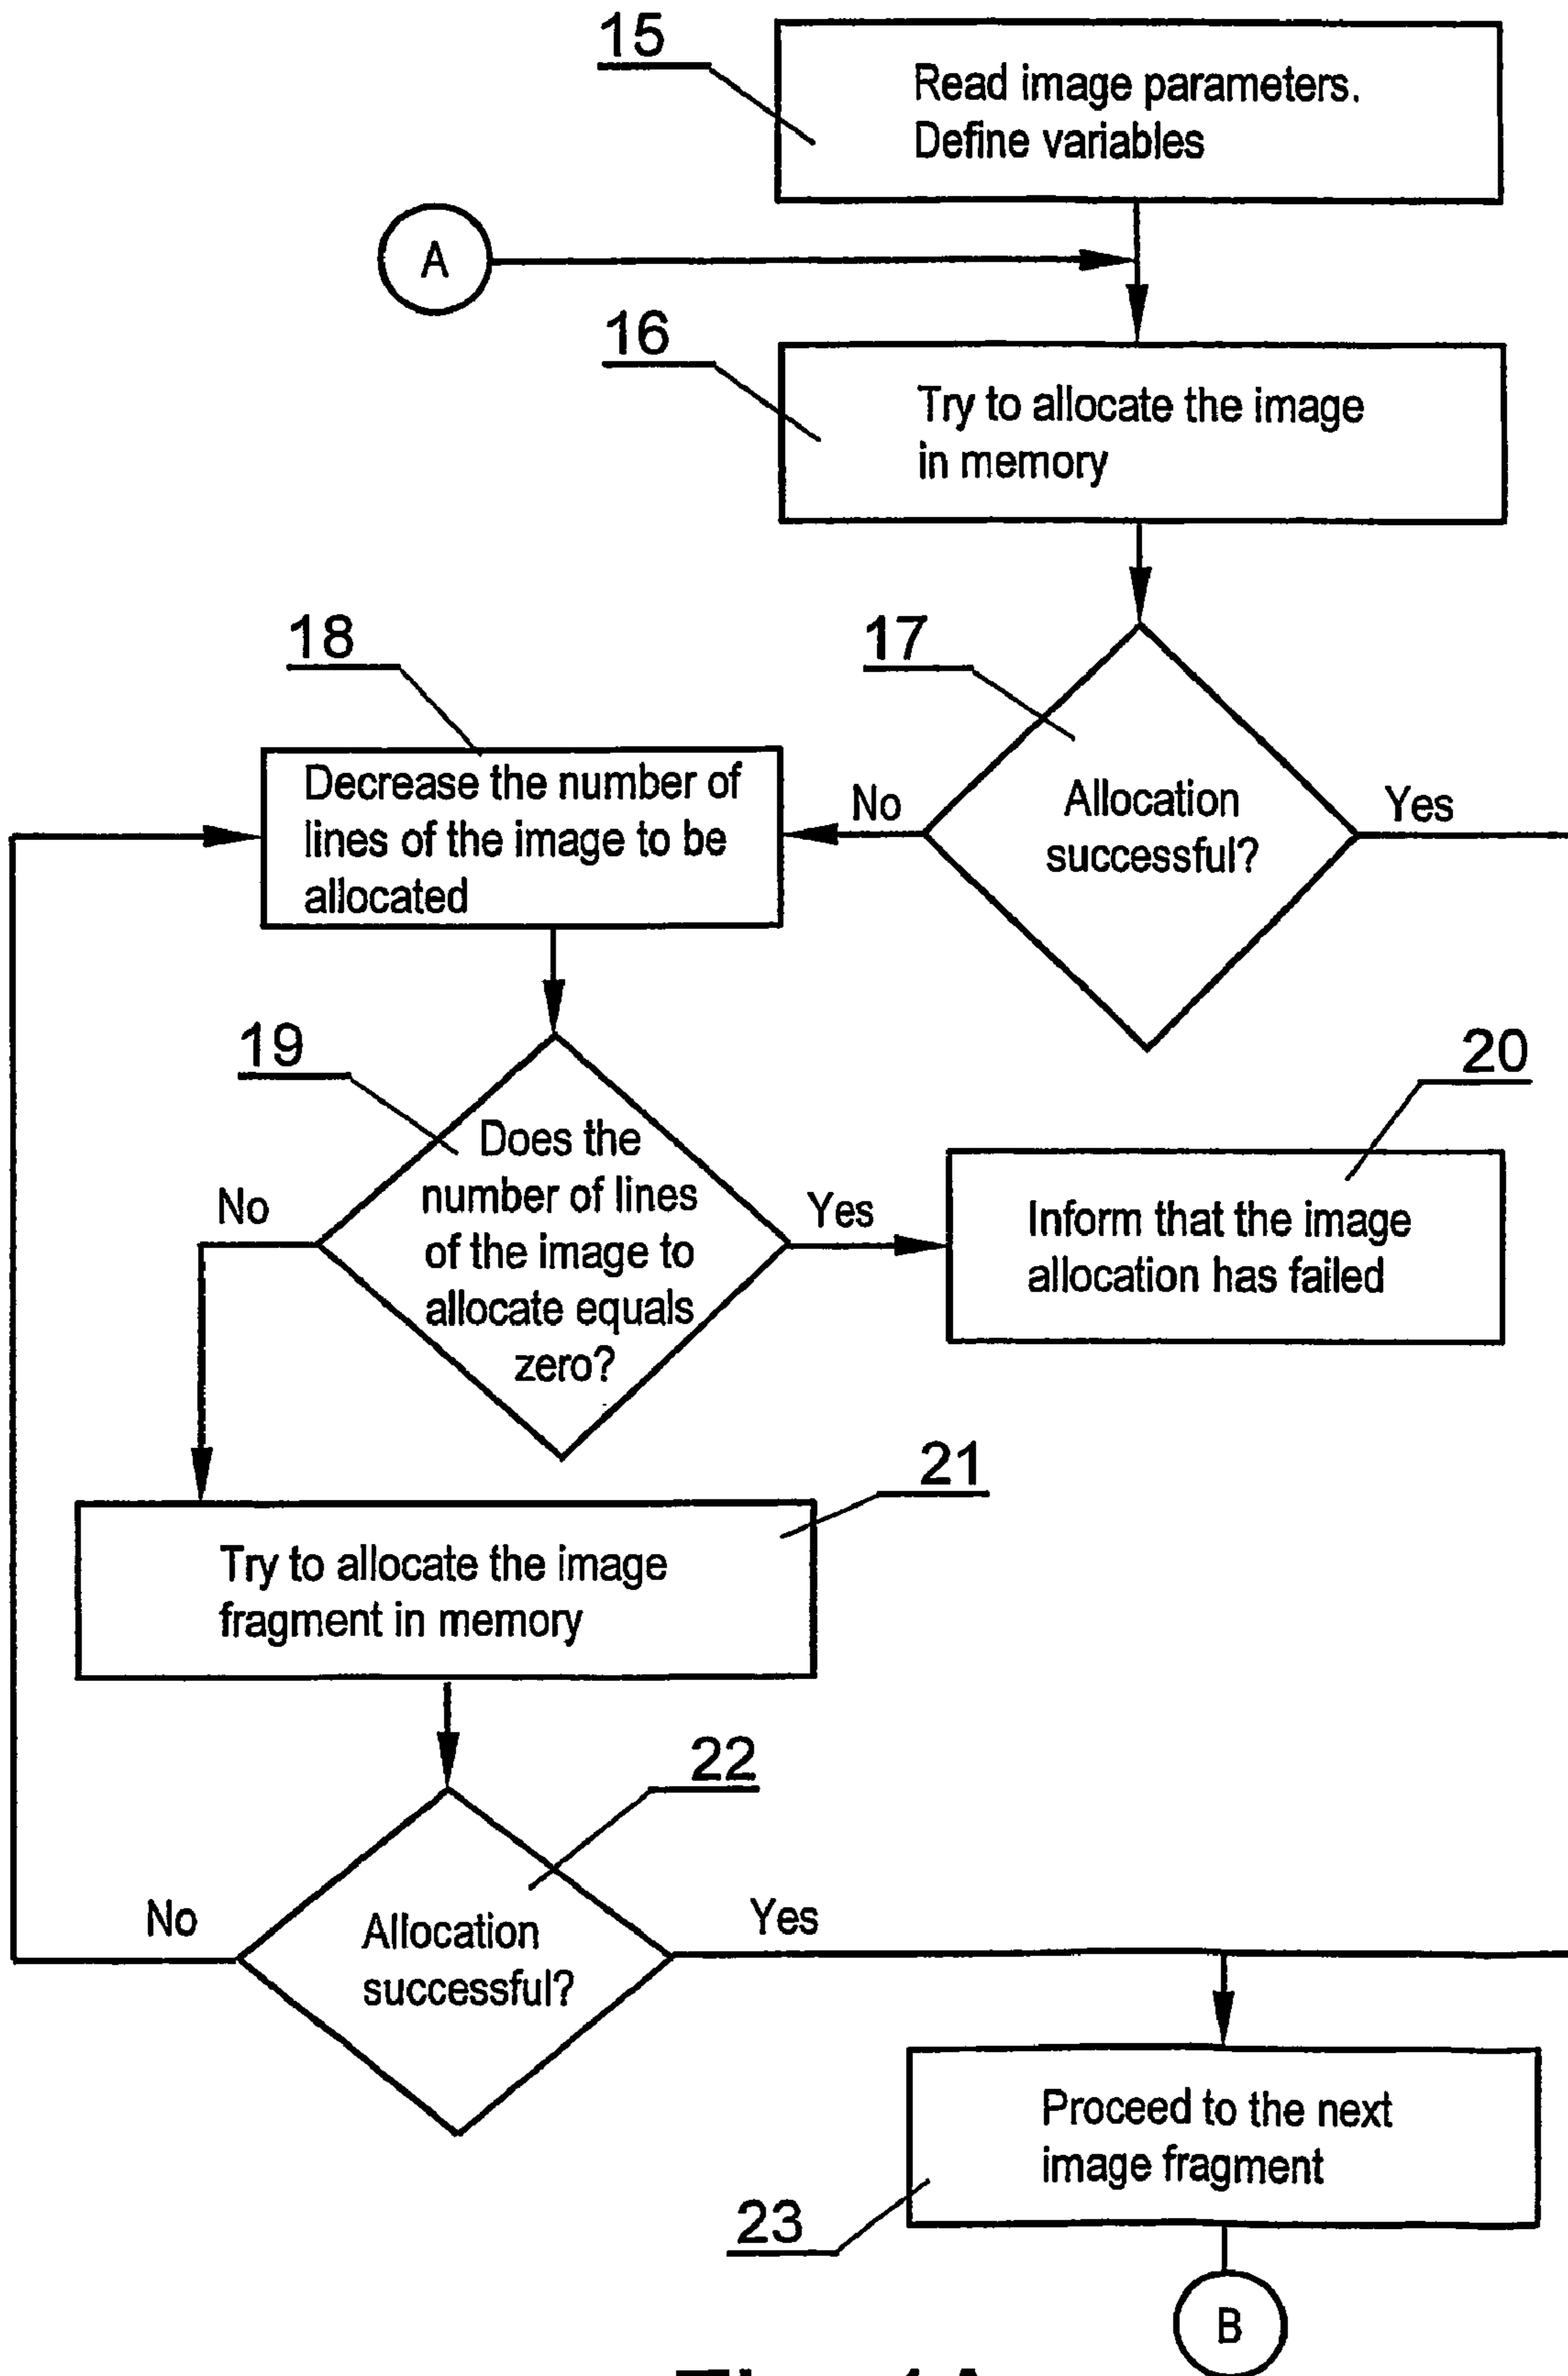 15
Read image parameters.
Define variables
A
16
Try to allocate the image
in memory
17
Allocation
successful?
No
Yes
18
Decrease the number of
lines of the image to be
allocated
19
Does the
number of lines
of the image to
allocate equals
zero?
No
Yes
20
Inform that the image
allocation has failed
21
Try to allocate the image
fragment in memory
22
Allocation
successful?
No
Yes
Proceed to the next
image fragment
23
B